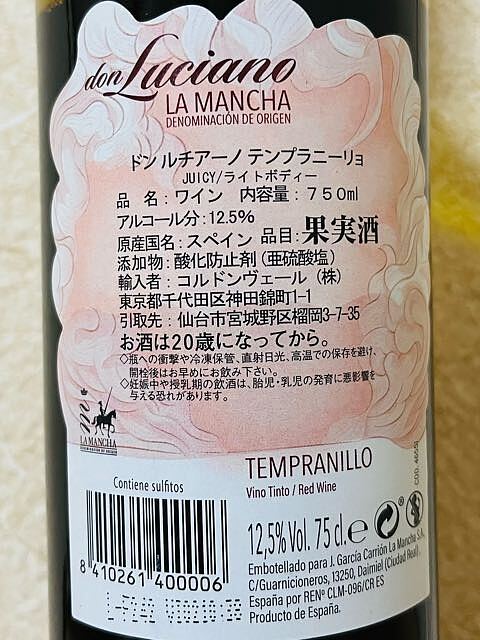 don Luciano
LA MANCHA
DENOMINACIÓN DE ORIGEN
ドン ルチアーノ テンプラニーリョ
JUICY/ライトボディー
品 名:ワイン 内容量:750ml
アルコール分:12.5%
原産国名:スペイン 品目:果実酒
添加物:酸化防止剤(亜硫酸塩)
輸入者:コルドンヴェール(株)
東京都千代田区神田錦町1-1
引取先:仙台市宮城野区榴岡3-7-35
お酒は20歳になってから。
◇瓶への衝撃や冷凍保管、直射日光、高温での保存を避け、
開栓後はお早めにお飲み下さい。
◇妊娠中や授乳期の飲酒は、胎児・乳児の発育に悪影響を
与える恐れがあります。
LA MANCHA
DENOMINACIÓN DE ORIGEN
TEMPRANILLO
Vino Tinto / Red Wine
Contiene sulfitos
8 410261 400006
12,5% Vol. 75 cl. e
Embotellado para J. García Carrión La Mancha S.A.
C/Guarnicioneros, 13250, Daimiel (Ciudad Real)
España por RENº CLM-096/CR ES
Producto de España.